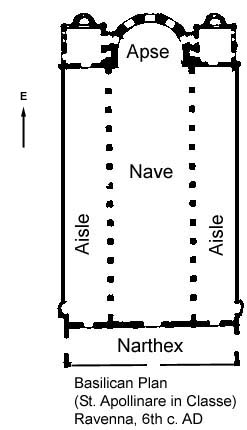 Apse
E
Nave
Aisle
Aisle
Narthex
Basilican Plan
(St. Apollinare in Classe)
Ravenna, 6th c. AD